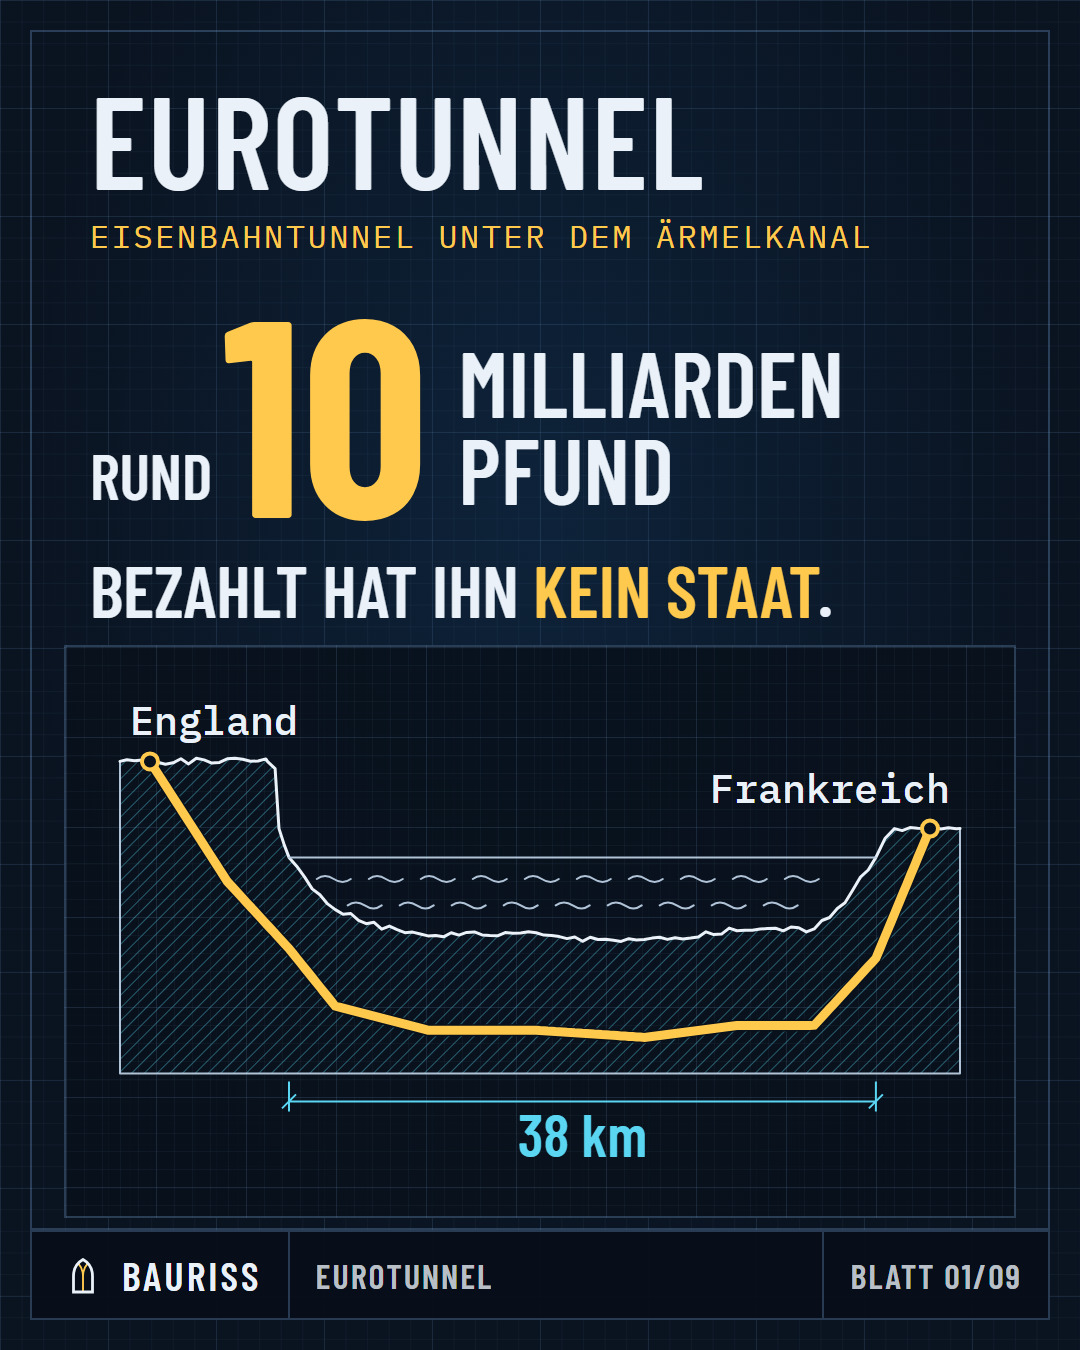 EUROTUNNEL
EISENBAHNTUNNEL UNTER DEM ÄRMELKANAL
RUND 10 MILLIARDEN
PFUND
BEZAHLT HAT IHN KEIN STAAT.
England
Frankreich
38 km
BAURISS
EUROTUNNEL
BLATT 01/09